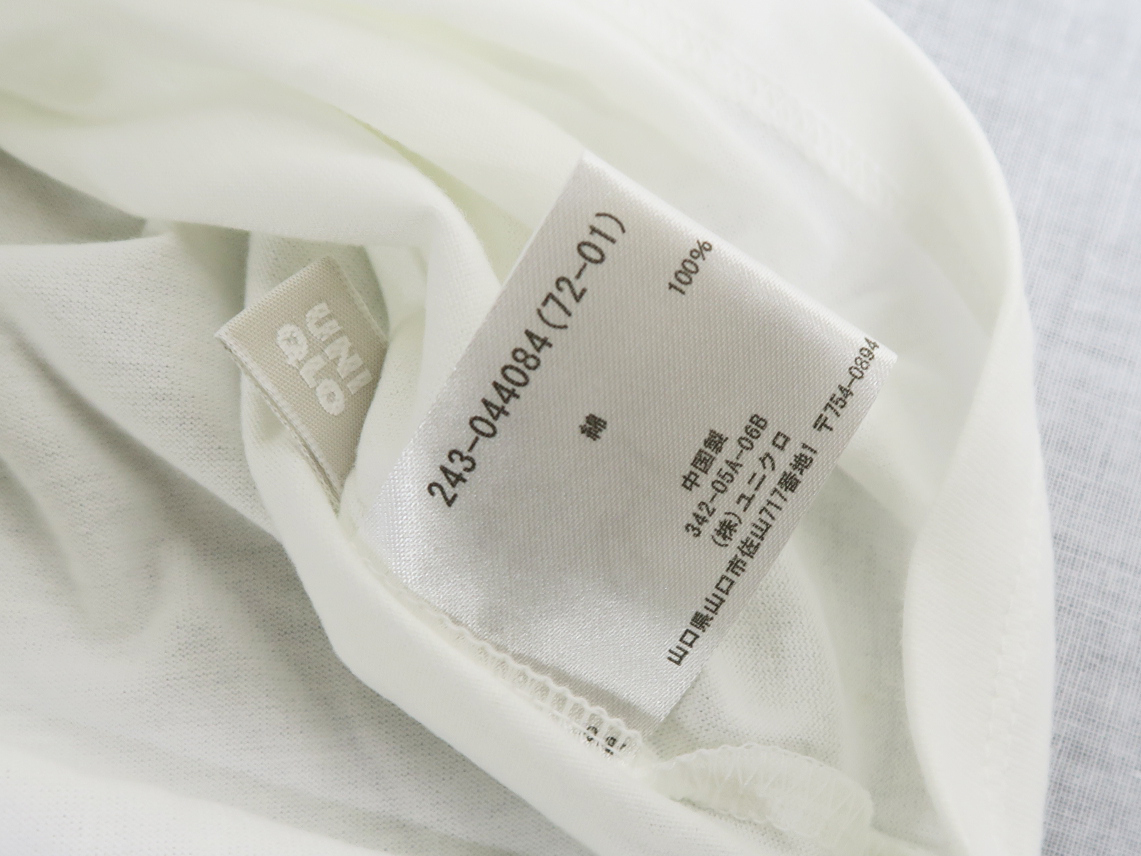 UNI
QLO
243-044084(72-01)
綿 100%
中国製
342-05A-06B
(株)ユニクロ
山口県山口市佐山717番地1 〒754-0894